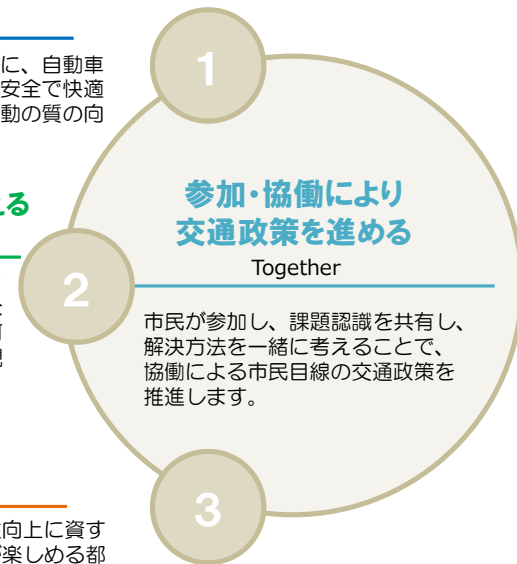 に、自動車
安全で快適
動の質の向
える
現
向上に資す
楽しめる都
1
2
3
参加・協働により
交通政策を進める
Together
市民が参加し、課題認識を共有し、
解決方法を一緒に考えることで、
協働による市民目線の交通政策を
推進します。